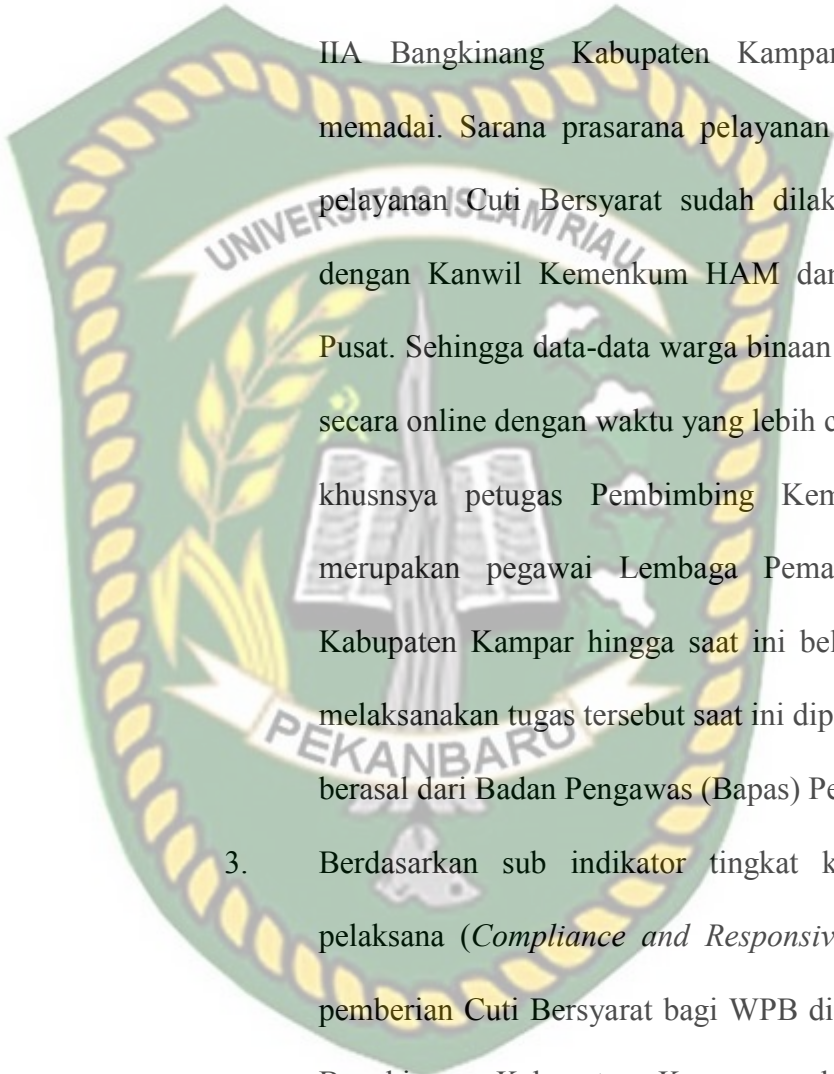 IIA Bangkinang Kabupaten Kampar
memadai. Sarana prasarana pelayanan
pelayanan Cuti Bersyarat sudah dilak
UNIVERSITAS ISLAM RIAU
dengan Kanwil Kemenkum HAM dan
Pusat. Sehingga data-data warga binaan
secara online dengan waktu yang lebih c
khusnsya petugas Pembimbing Kem
merupakan pegawai Lembaga Pema
Kabupaten Kampar hingga saat ini bel
melaksanakan tugas tersebut saat ini dip
PEKANBARU
berasal dari Badan Pengawas (Bapas) Pe
3. Berdasarkan sub indikator tingkat k
pelaksana (Compliance and Responsiv
pemberian Cuti Bersyarat bagi WPB di